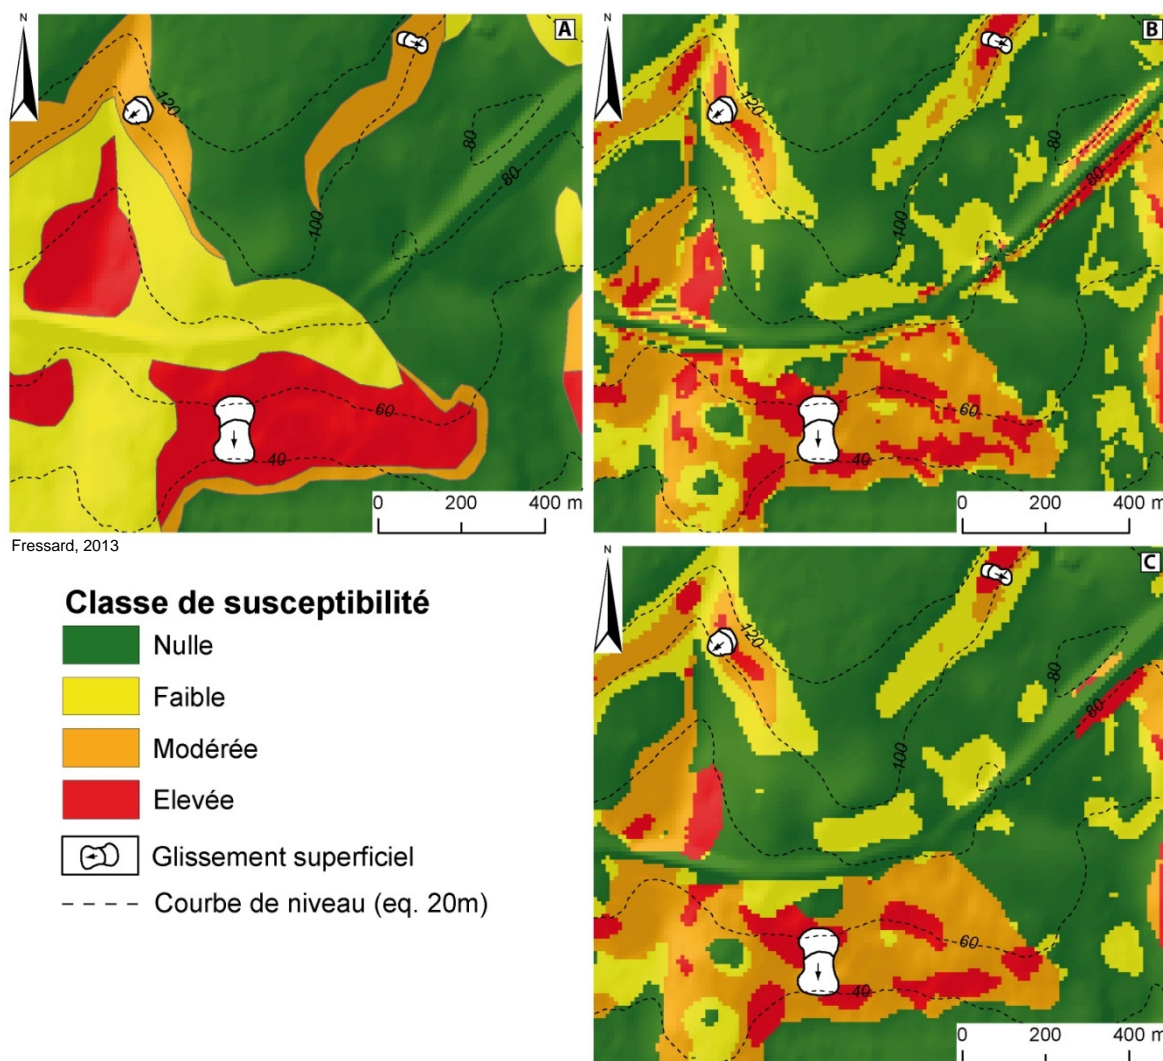 N
A
120
80
100
80
60
40
0 200 400 m
Fressard, 2013
N
B
120
80
80
100
60
40
0 200 400 m
Classe de susceptibilité
Nulle
Faible
Modérée
Elevée
Glissement superficiel
Courbe de niveau (eq. 20m)
N
C
120
80
80
100
60
40
0 200 400 m